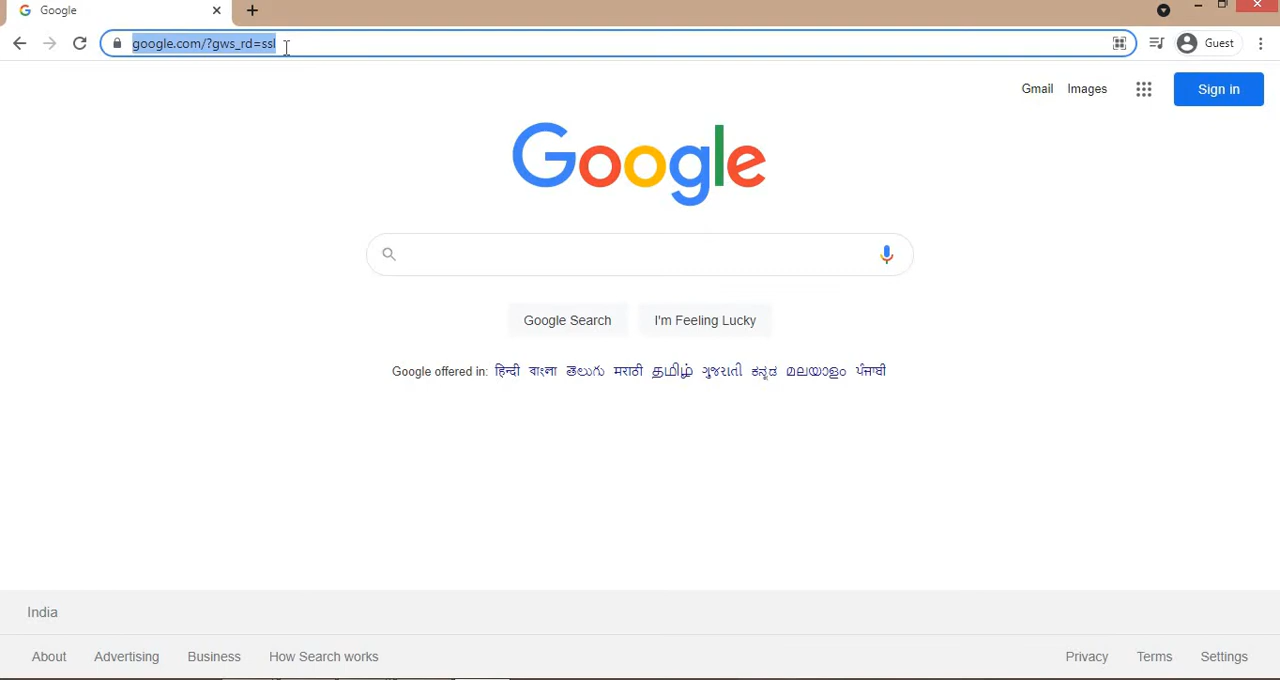 Google
google.com/?gws_rd=ssl
Guest
Gmail Images
Sign in
Google
Google Search I'm Feeling Lucky
Google offered in: हिन्दी বাংলা తెలుగు मराठी தமிழ் ગુજરાતી ಕನ್ನಡ മലയാളം ਪੰਜਾਬੀ
India
About Advertising Business How Search works Privacy Terms Settings